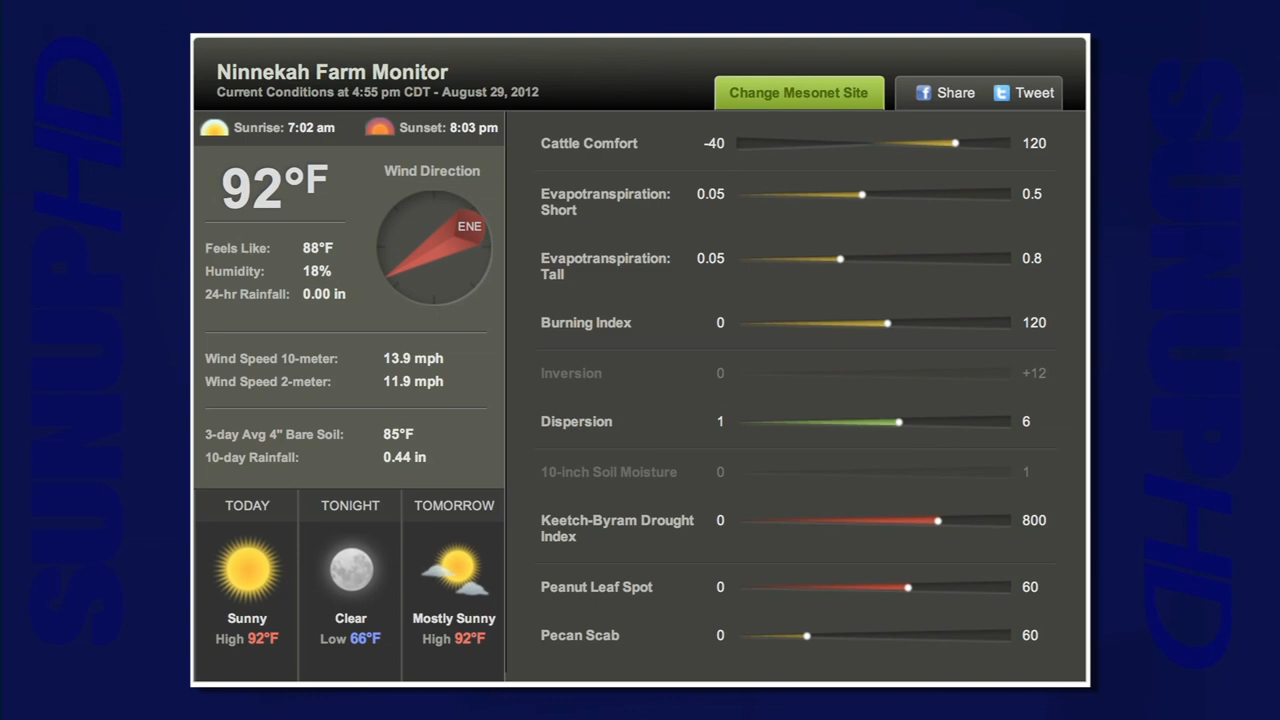 SUNUPHD
Ninnekah Farm Monitor
Current Conditions at 4:55 pm CDT - August 29, 2012
Change Mesonet Site
Share
Tweet
Sunrise: 7:02 am
Sunset: 8:03 pm
92°F
Wind Direction
ENE
Feels Like: 88°F
Humidity: 18%
24-hr Rainfall: 0.00 in
Wind Speed 10-meter: 13.9 mph
Wind Speed 2-meter: 11.9 mph
3-day Avg 4" Bare Soil: 85°F
10-day Rainfall: 0.44 in
TODAY
Sunny
High 92°F
TONIGHT
Clear
Low 66°F
TOMORROW
Mostly Sunny
High 92°F
Cattle Comfort -40 120
Evapotranspiration: 0.05 0.5
Short
Evapotranspiration: 0.05 0.8
Tall
Burning Index 0 120
Inversion 0 +12
Dispersion 1 6
10-inch Soil Moisture 0 1
Keetch-Byram Drought 0 800
Index
Peanut Leaf Spot 0 60
Pecan Scab 0 60
SUNUPHD